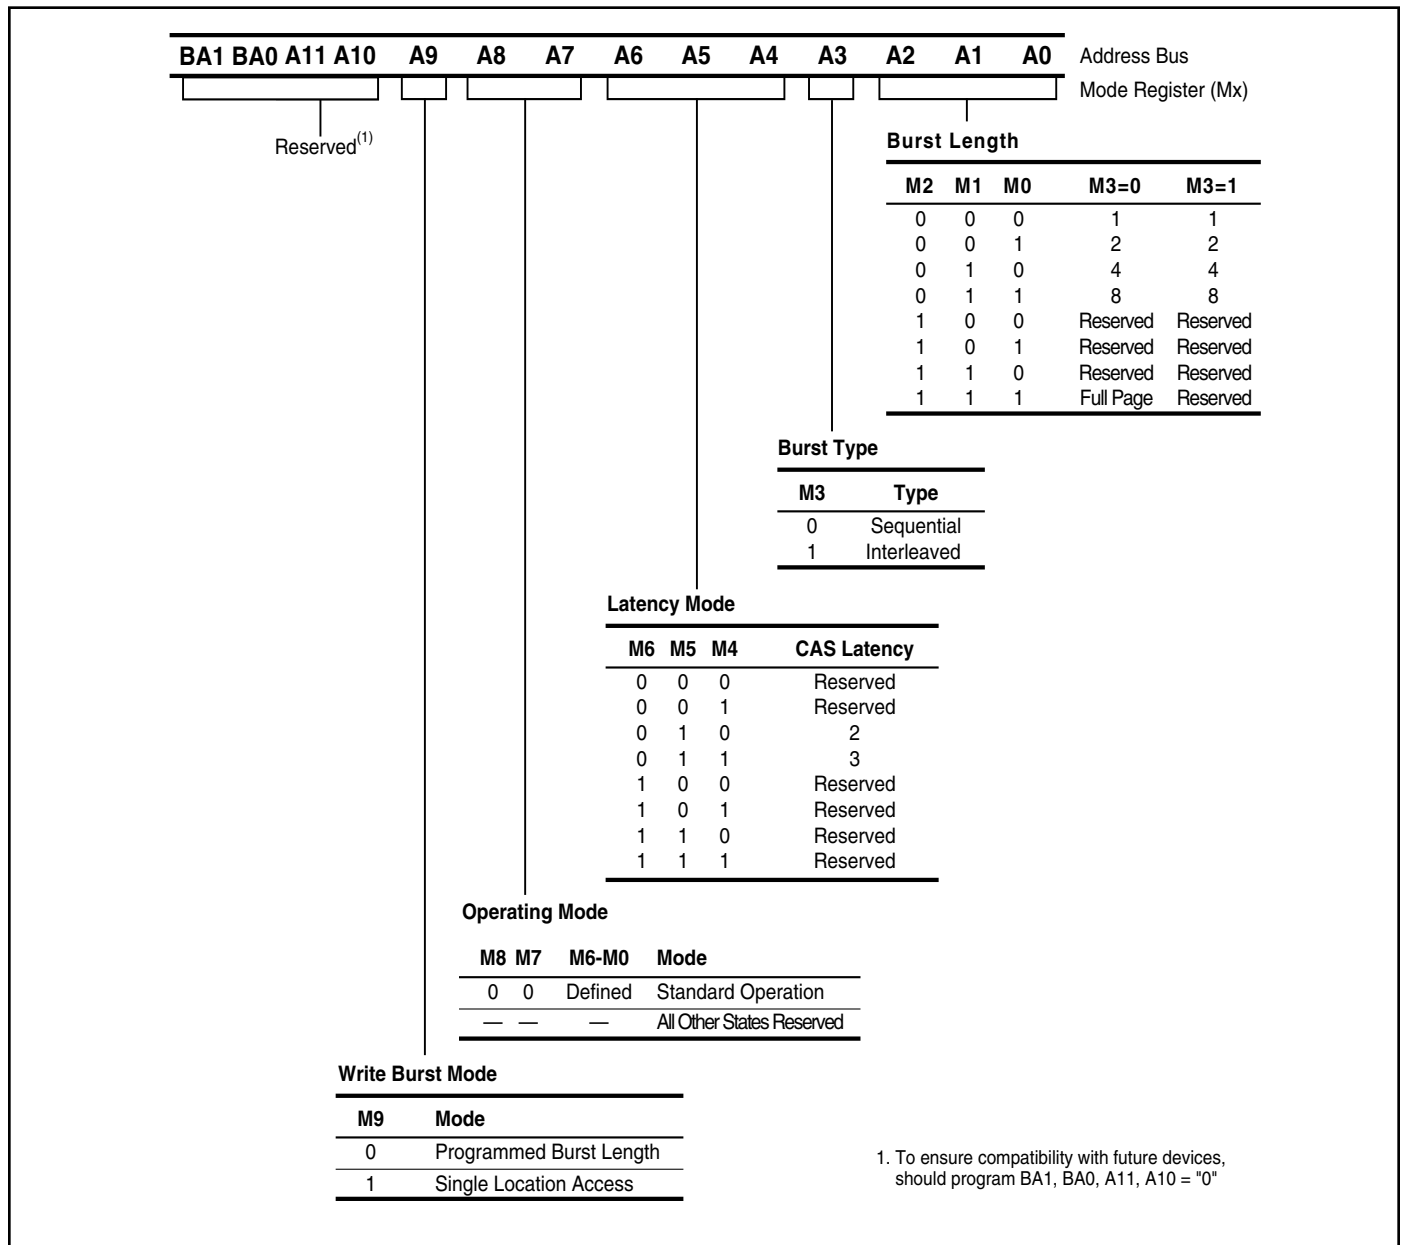 BA1 BA0 A11 A10 A9 A8 A7 A6 A5 A4 A3 A2 A1 A0 Address Bus
Mode Register (Mx)
Reserved(1)
Burst Length
M2 M1 M0 M3=0 M3=1
0 0 0 1 1
0 0 1 2 2
0 1 0 4 4
0 1 1 8 8
1 0 0 Reserved Reserved
1 0 1 Reserved Reserved
1 1 0 Reserved Reserved
1 1 1 Full Page Reserved
Burst Type
M3 Type
0 Sequential
1 Interleaved
Latency Mode
M6 M5 M4 CAS Latency
0 0 0 Reserved
0 0 1 Reserved
0 1 0 2
0 1 1 3
1 0 0 Reserved
1 0 1 Reserved
1 1 0 Reserved
1 1 1 Reserved
Operating Mode
M8 M7 M6-M0 Mode
0 0 Defined Standard Operation
— — — All Other States Reserved
Write Burst Mode
M9 Mode
0 Programmed Burst Length
1 Single Location Access
1. To ensure compatibility with future devices,
should program BA1, BA0, A11, A10 = "0"